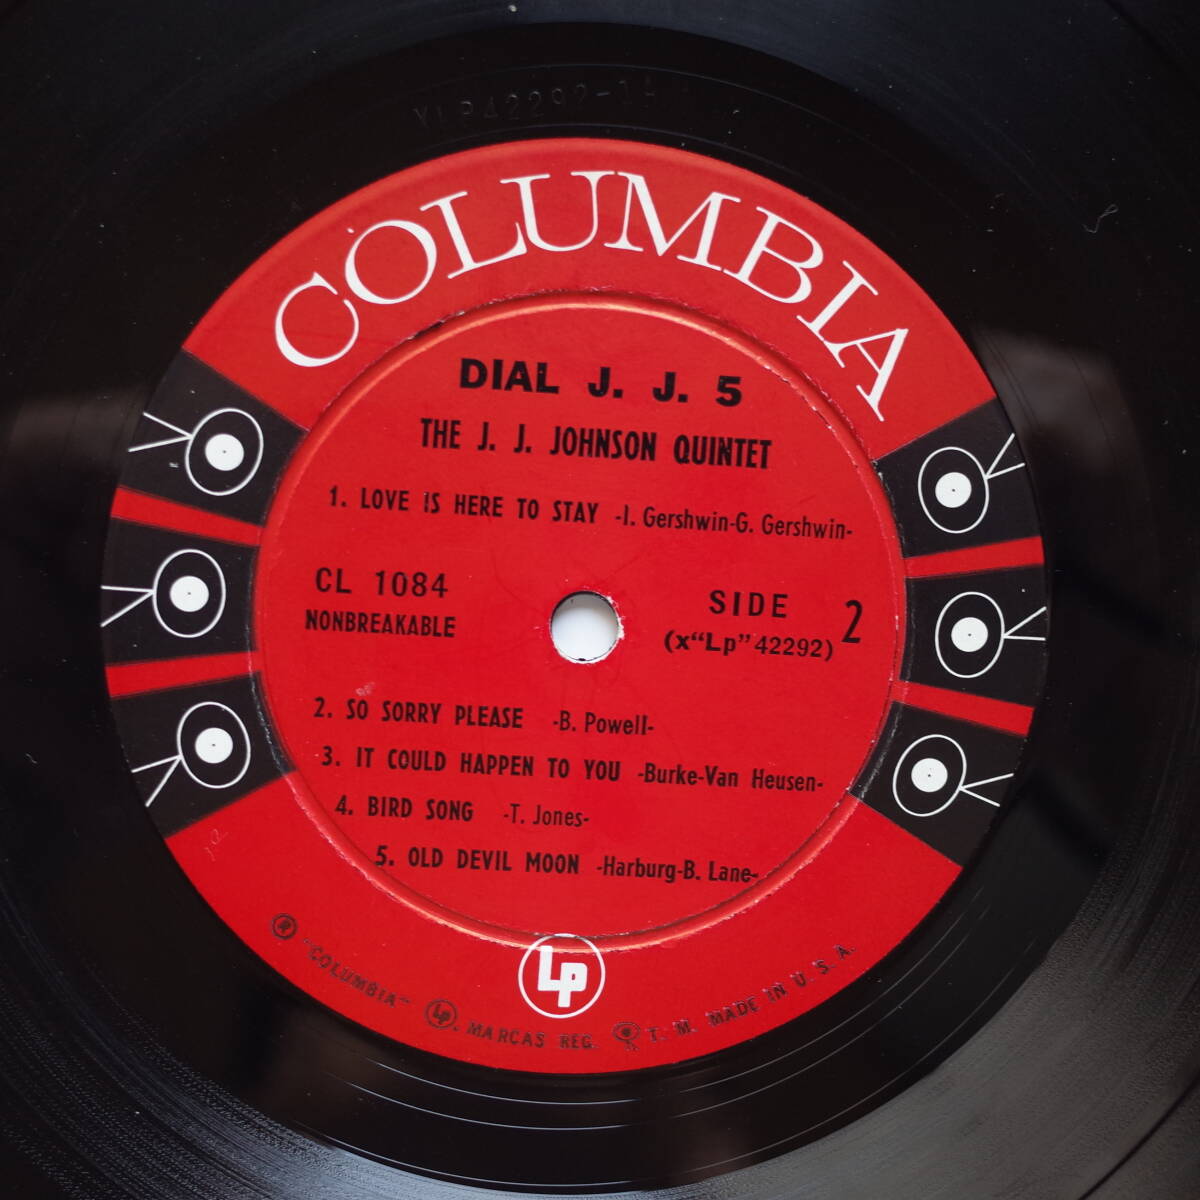 COLUMBIA
DIAL J. J. 5
THE J. J. JOHNSON QUINTET
1. LOVE IS HERE TO STAY -I. Gershwin-G. Gershwin-
CL 1084
NONBREAKABLE
SIDE 2
(x“Lp”42292)
2. SO SORRY PLEASE -B. Powell-
3. IT COULD HAPPEN TO YOU -Burke-Van Heusen-
4. BIRD SONG -T. Jones-
5. OLD DEVIL MOON -Harburg-B. Lane-
Lp
® "COLUMBIA" Lp, MARCAS REG. T. M. MADE IN U. S. A.